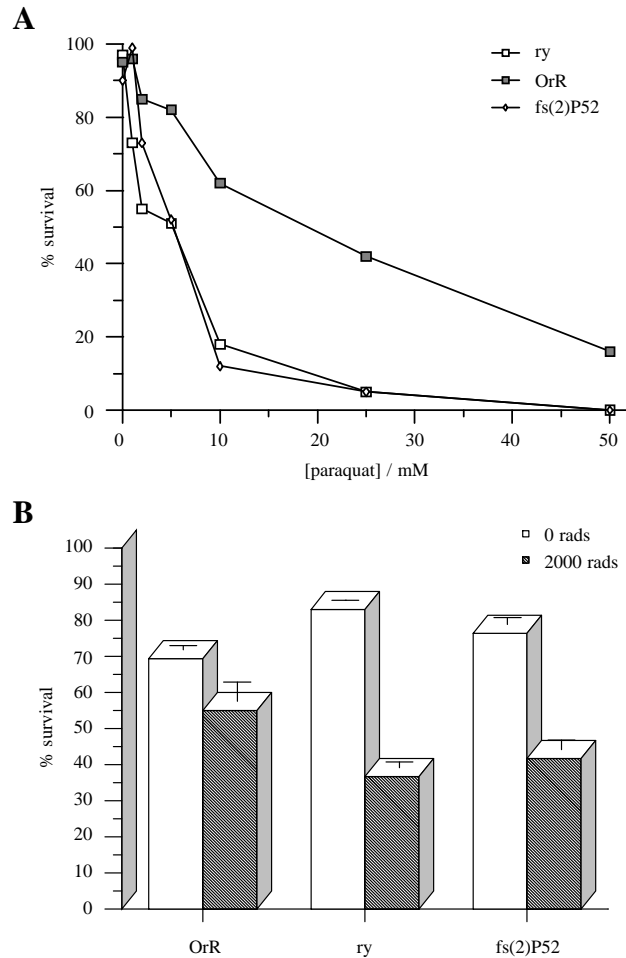 A
100
80
60
40
20
0
% survival
ry
OrR
fs(2)P52
0 10 20 30 40 50
[paraquat] / mM
B
100
90
80
70
60
50
40
30
20
10
0
% survival
0 rads
2000 rads
OrR ry fs(2)P52